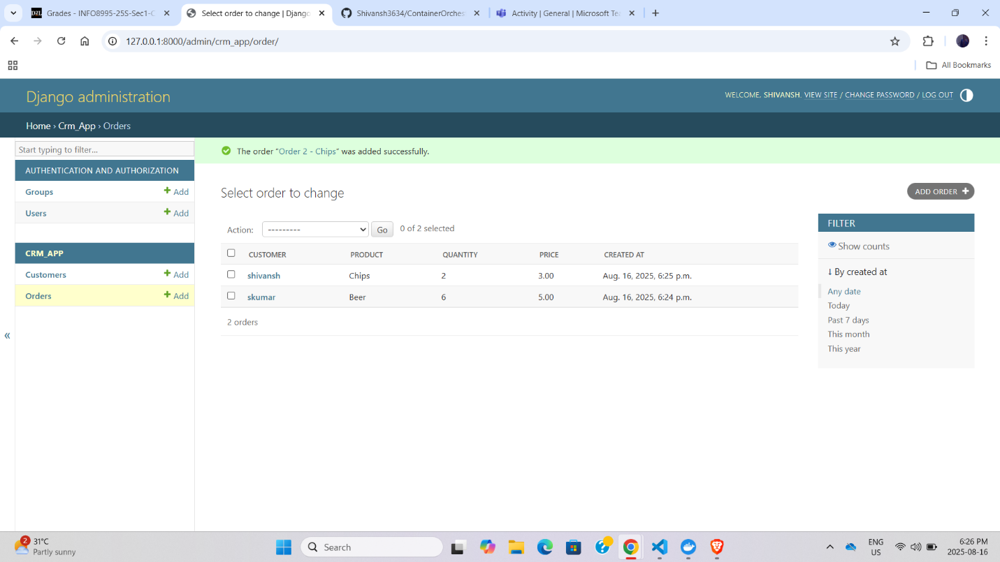 Grades - INFO8995-25S-Sec1-C
Select order to change | Django
Shivansh3634/ContainerOrches
Activity | General | Microsoft Tea
127.0.0.1:8000/admin/crm_app/order/
All Bookmarks
Django administration
WELCOME, SHIVANSH. VIEW SITE / CHANGE PASSWORD / LOG OUT
Home › Crm_App › Orders
Start typing to filter...
The order “Order 2 - Chips” was added successfully.
AUTHENTICATION AND AUTHORIZATION
Groups + Add
Users + Add
CRM_APP
Customers + Add
Orders + Add
«
Select order to change
ADD ORDER +
Action: --------- Go 0 of 2 selected
CUSTOMER PRODUCT QUANTITY PRICE CREATED AT
shivansh Chips 2 3.00 Aug. 16, 2025, 6:25 p.m.
skumar Beer 6 5.00 Aug. 16, 2025, 6:24 p.m.
2 orders
FILTER
Show counts
↓ By created at
Any date
Today
Past 7 days
This month
This year
2
31°C
Partly sunny
Search
ENG
US
6:26 PM
2025-08-16